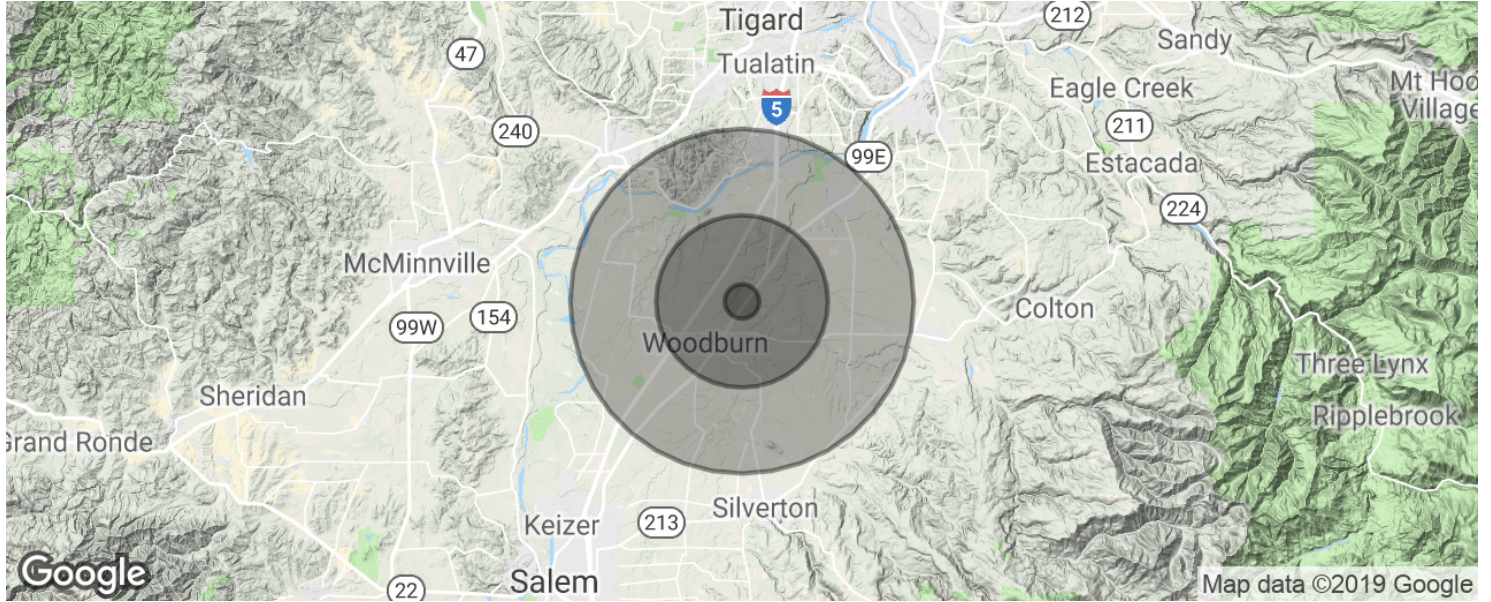 Tigard
212
Sandy
47
Tualatin
Mt Hoo
Village
Eagle Creek
5
211
240
99E
Estacada
224
McMinnville
154
Colton
99W
Woodburn
Three Lynx
Sheridan
Ripplebrook
Grand Ronde
Silverton
Keizer
213
Google
Salem
22
Map data ©2019 Google